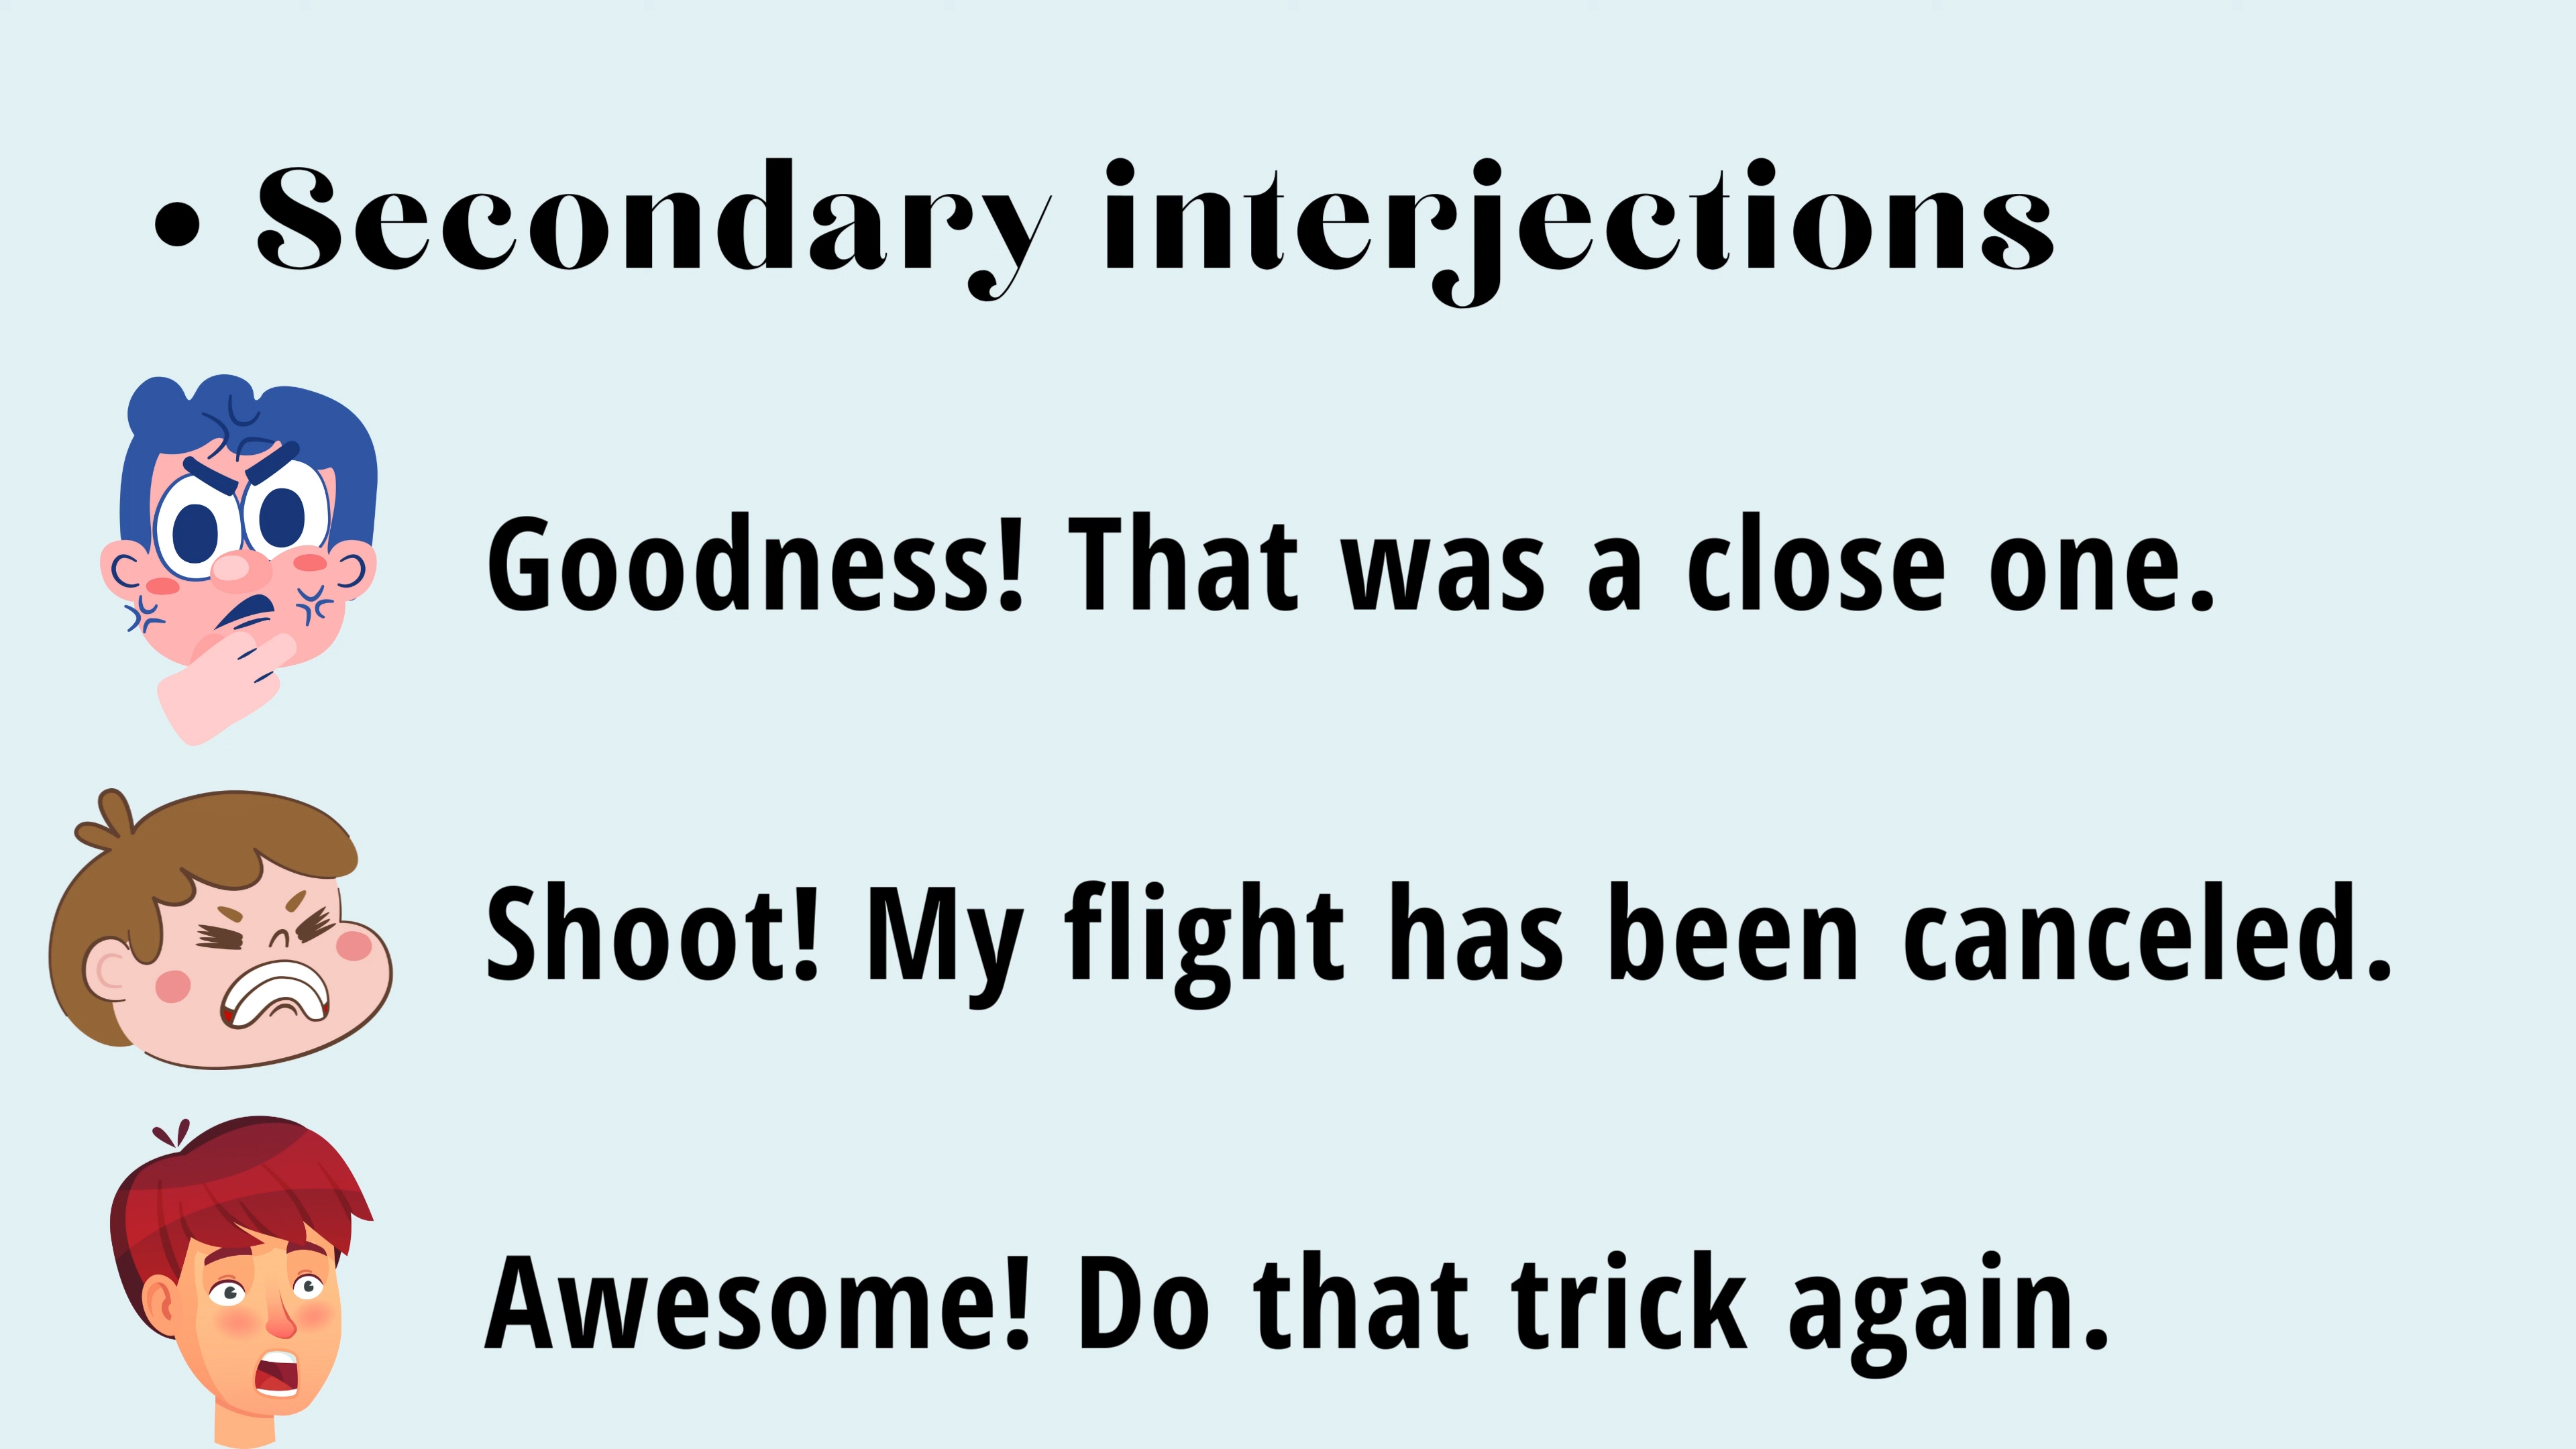 • Secondary interjections
Goodness! That was a close one.
Shoot! My flight has been canceled.
Awesome! Do that trick again.